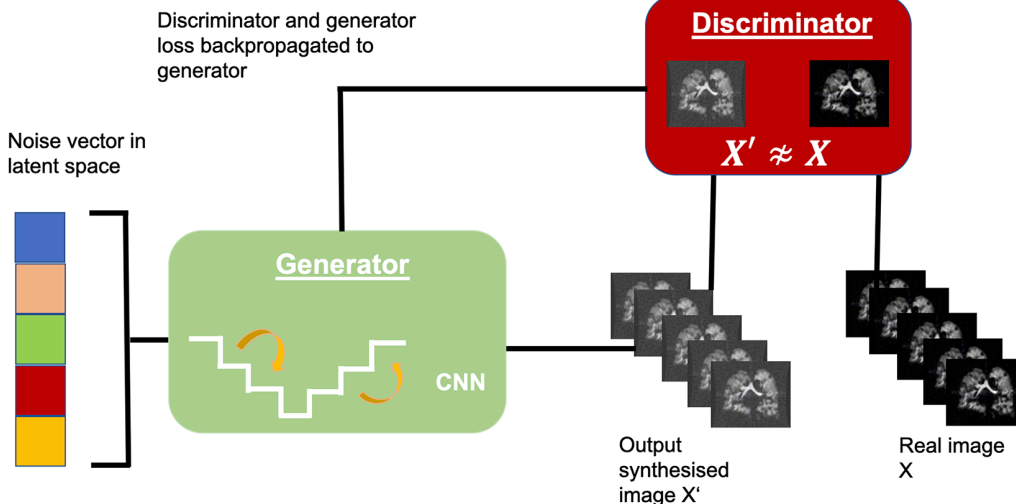 Discriminator and generator
loss backpropagated to
generator
Discriminator
X' ≉ X
Noise vector in
latent space
Generator
CNN
Output
synthesised
image X‘
Real image
X